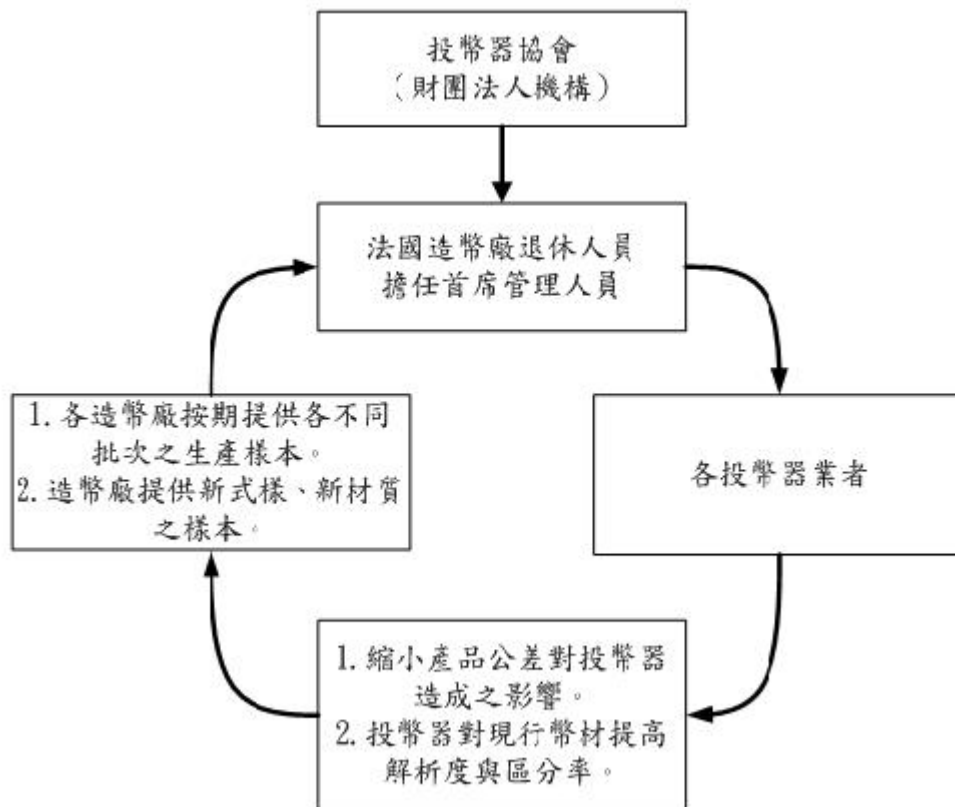 投幣器協會
（財團法人機構）
法國造幣廠退休人員
擔任首席管理人員
1. 各造幣廠按期提供各不同
批次之生產樣本。
2. 造幣廠提供新式樣、新材質
之樣本。
各投幣器業者
1. 縮小產品公差對投幣器
造成之影響。
2. 投幣器對現行幣材提高
解析度與區分率。